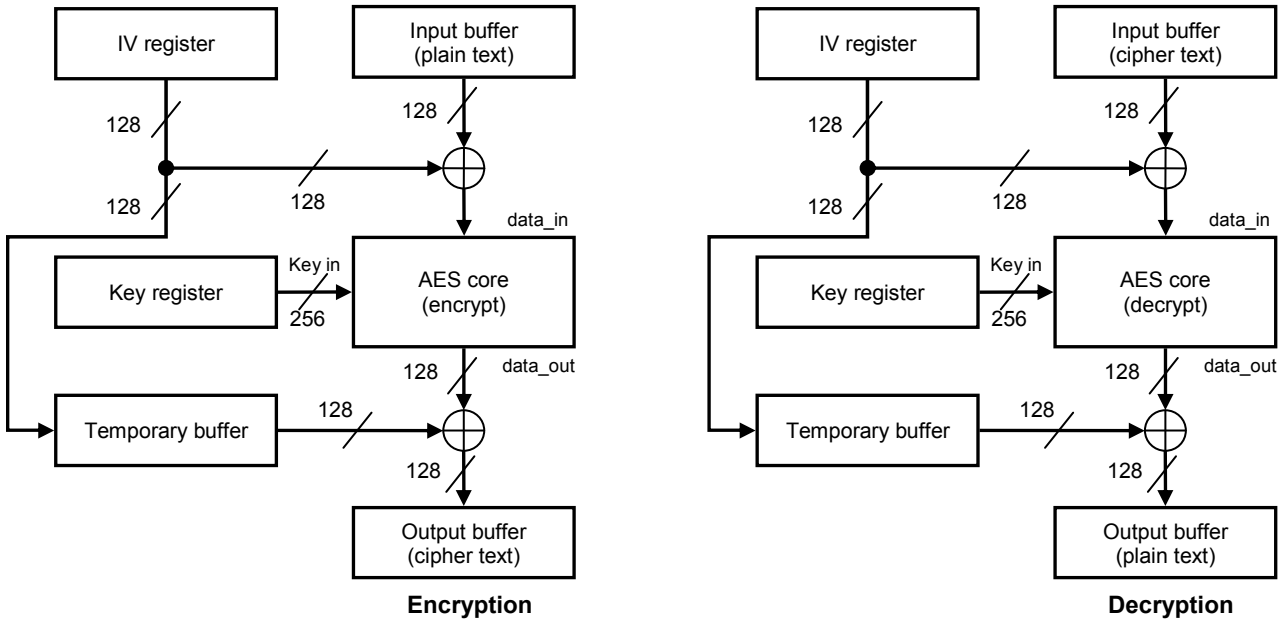 IV register
Input buffer
(plain text)
128
128
128
128
data_in
Key register
Key in
256
AES core
(encrypt)
128
data_out
Temporary buffer
128
128
Output buffer
(cipher text)
Encryption
IV register
Input buffer
(cipher text)
128
128
128
128
data_in
Key register
Key in
256
AES core
(decrypt)
128
data_out
Temporary buffer
128
128
Output buffer
(plain text)
Decryption